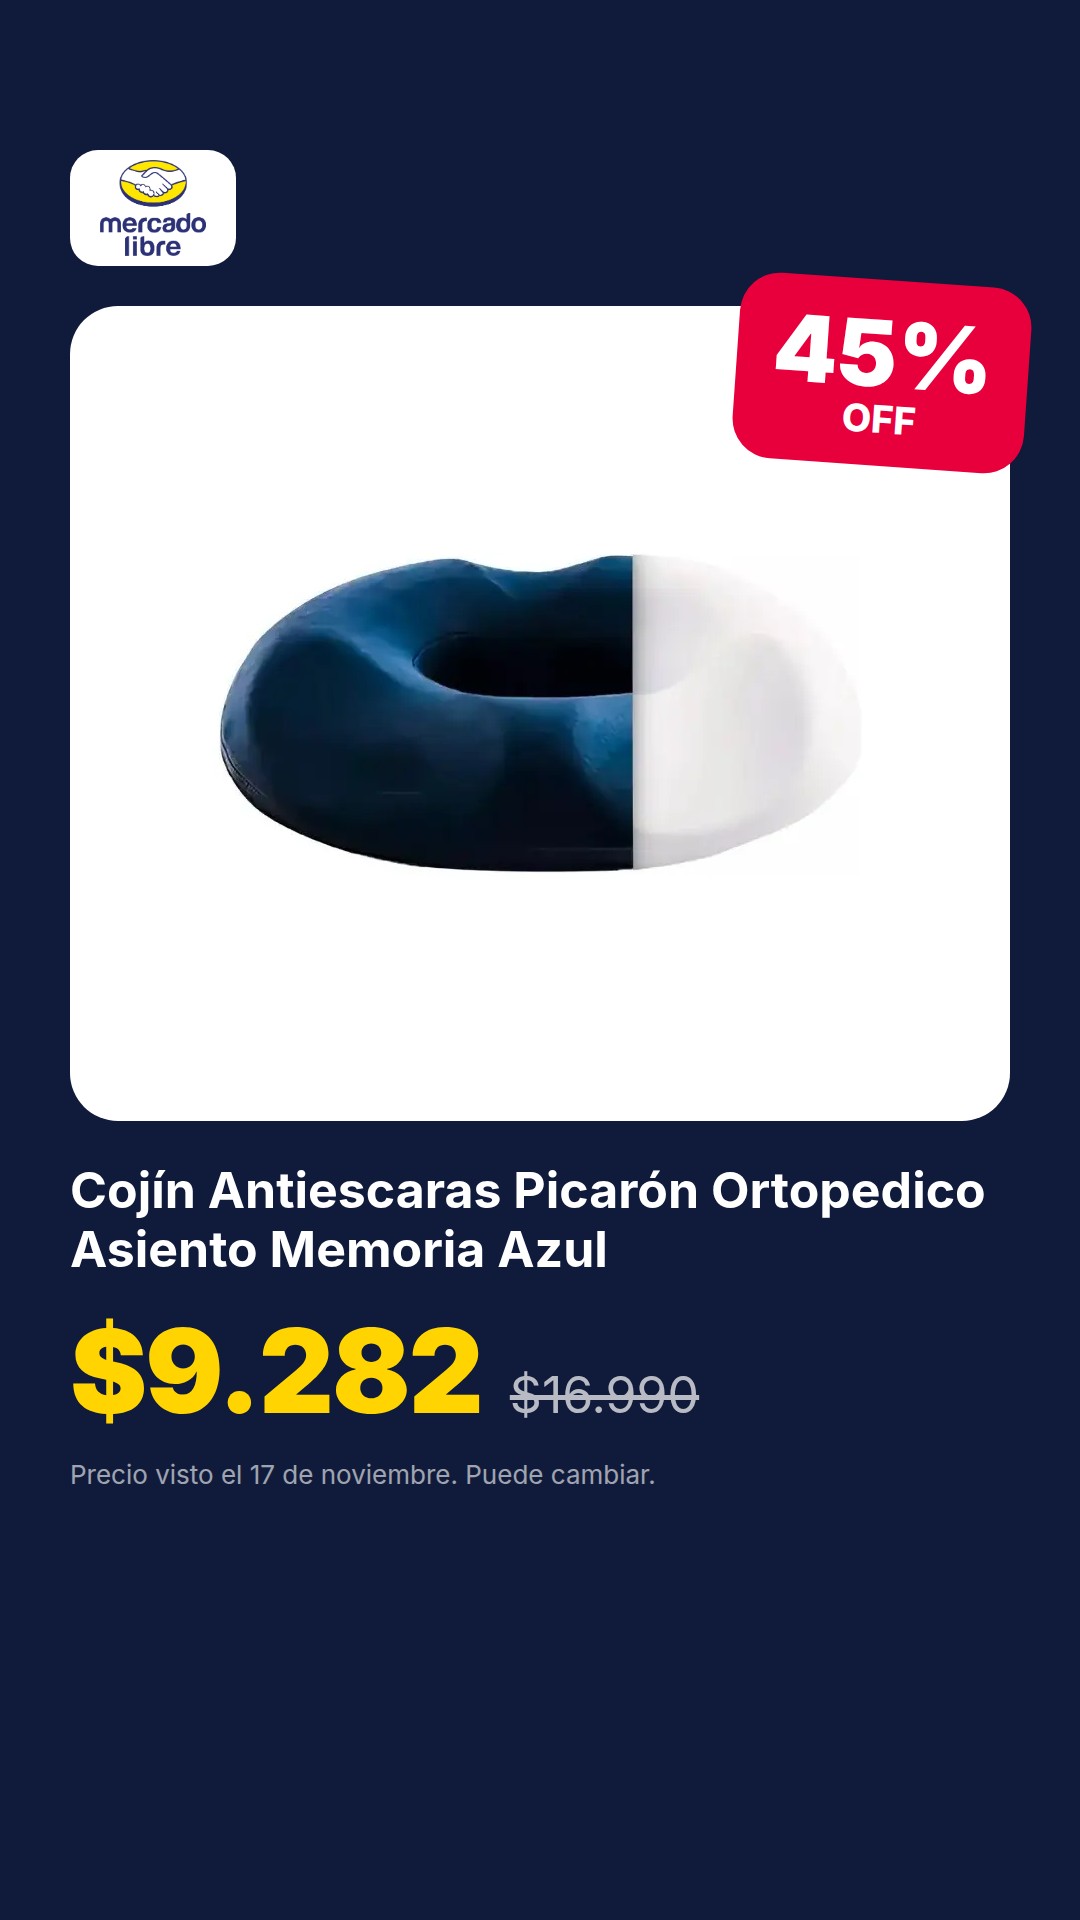 mercado
libre
45%
OFF
Cojín Antiescaras Picarón Ortopedico
Asiento Memoria Azul
$9.282 $16.990
Precio visto el 17 de noviembre. Puede cambiar.